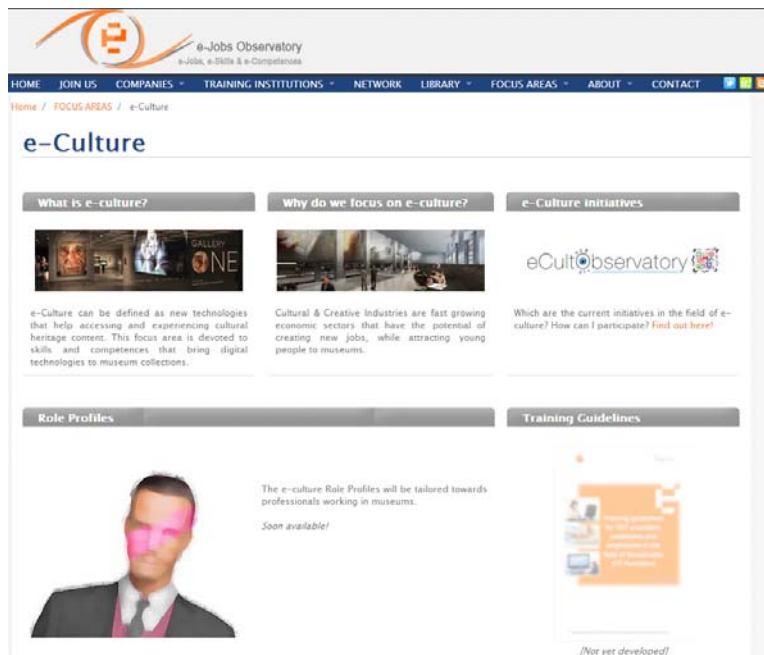 e-Jobs Observatory
e-Jobs, e-Skills & e-Competences
HOME JOIN US COMPANIES TRAINING INSTITUTIONS NETWORK LIBRARY FOCUS AREAS ABOUT CONTACT
Home / FOCUS AREAS / e-Culture
e-Culture
What is e-culture?
GALLERY
ONE
e-Culture can be defined as new technologies
that help accessing and experiencing cultural
heritage content. This focus area is devoted to
skills and competences that bring digital
technologies to museum collections.
Why do we focus on e-culture?
Cultural & Creative Industries are fast growing
economic sectors that have the potential of
creating new jobs, while attracting young
people to museums.
e-Culture initiatives
eCultObservatory
Which are the current initiatives in the field of e-
culture? How can I participate? Find out here!
Role Profiles
The e-culture Role Profiles will be tailored towards
professionals working in museums.
Soon available!
Training Guidelines
[Not yet developed]